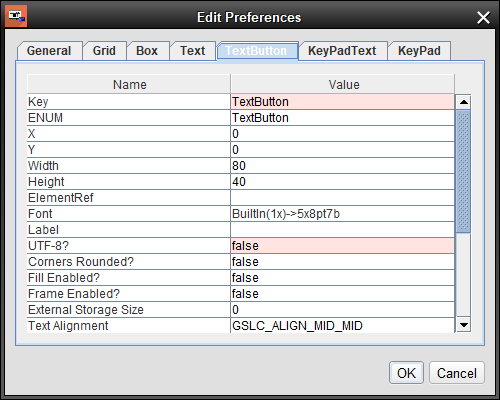 Edit Preferences
General Grid Box Text TextButton KeyPadText KeyPad
Name Value
Key TextButton
ENUM TextButton
X 0
Y 0
Width 80
Height 40
ElementRef
Font BuiltIn(1x)->5x8pt7b
Label
UTF-8? false
Corners Rounded? false
Fill Enabled? false
Frame Enabled? false
External Storage Size 0
Text Alignment GSLC_ALIGN_MID_MID
OK Cancel